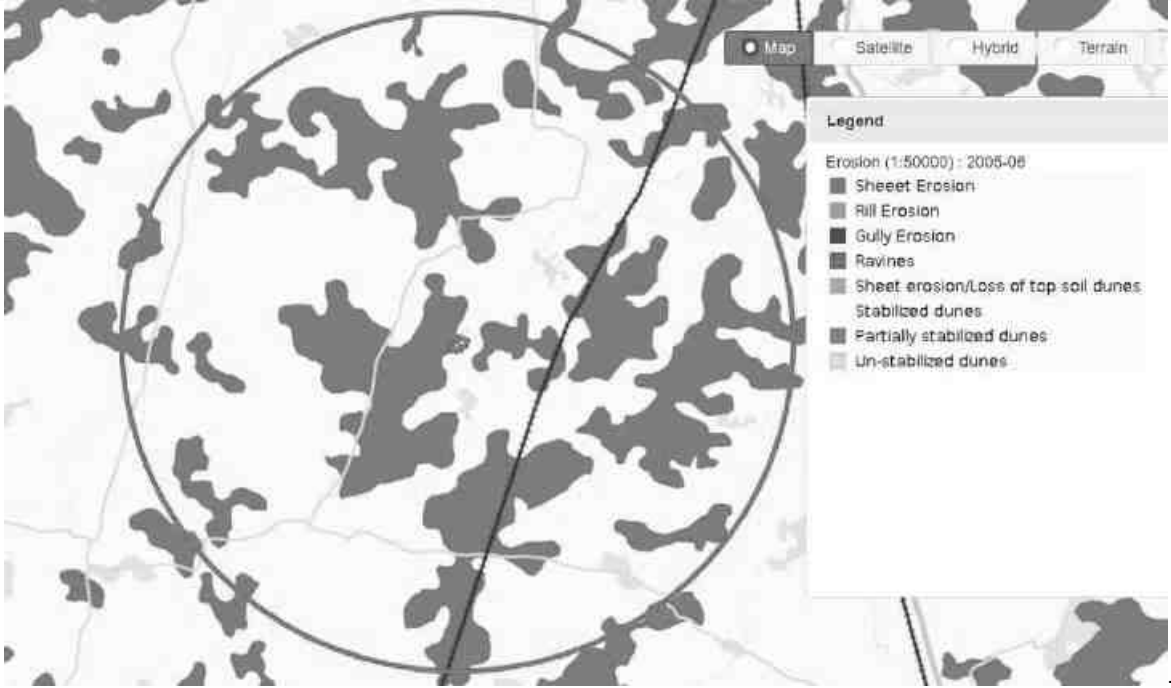 Map Satellite Hybrid Terrain
Legend
Erosion (1:50000) : 2005-06
Sheeet Erosion
Rill Erosion
Gully Erosion
Ravines
Sheet erosion/Loss of top soil dunes
Stabilized dunes
Partially stabilized dunes
Un-stabilized dunes